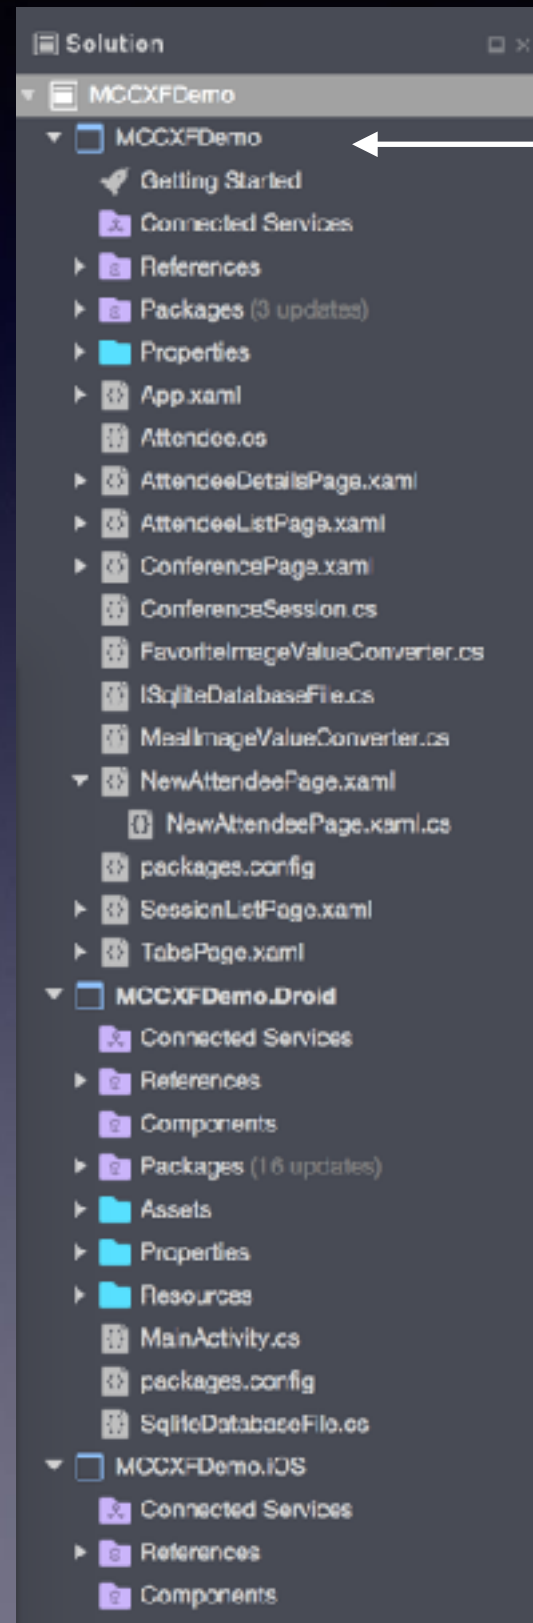 Solution
MCCXFDemo
MCCXFDemo
Getting Started
Connected Services
References
Packages (3 updates)
Properties
App.xaml
Attendee.cs
AttendeeDetailsPage.xaml
AttendeeListPage.xaml
ConferencePage.xaml
ConferenceSession.cs
FavoriteImageValueConverter.cs
ISqliteDatabaseFile.cs
MealImageValueConverter.cs
NewAttendeePage.xaml
NewAttendeePage.xaml.cs
packages.config
SessionListPage.xaml
TabsPage.xaml
MCCXFDemo.Droid
Connected Services
References
Components
Packages (16 updates)
Assets
Properties
Resources
MainActivity.cs
packages.config
SqliteDatabaseFile.cs
MCCXFDemo.iOS
Connected Services
References
Components